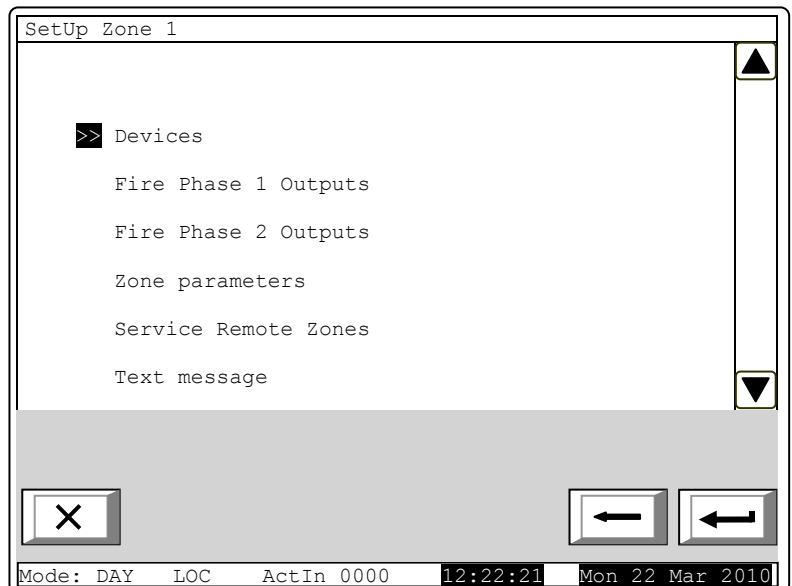 SetUp Zone 1
>> Devices
Fire Phase 1 Outputs
Fire Phase 2 Outputs
Zone parameters
Service Remote Zones
Text message
Mode: DAY LOC ActIn 0000 12:22:21 Mon 22 Mar 2010